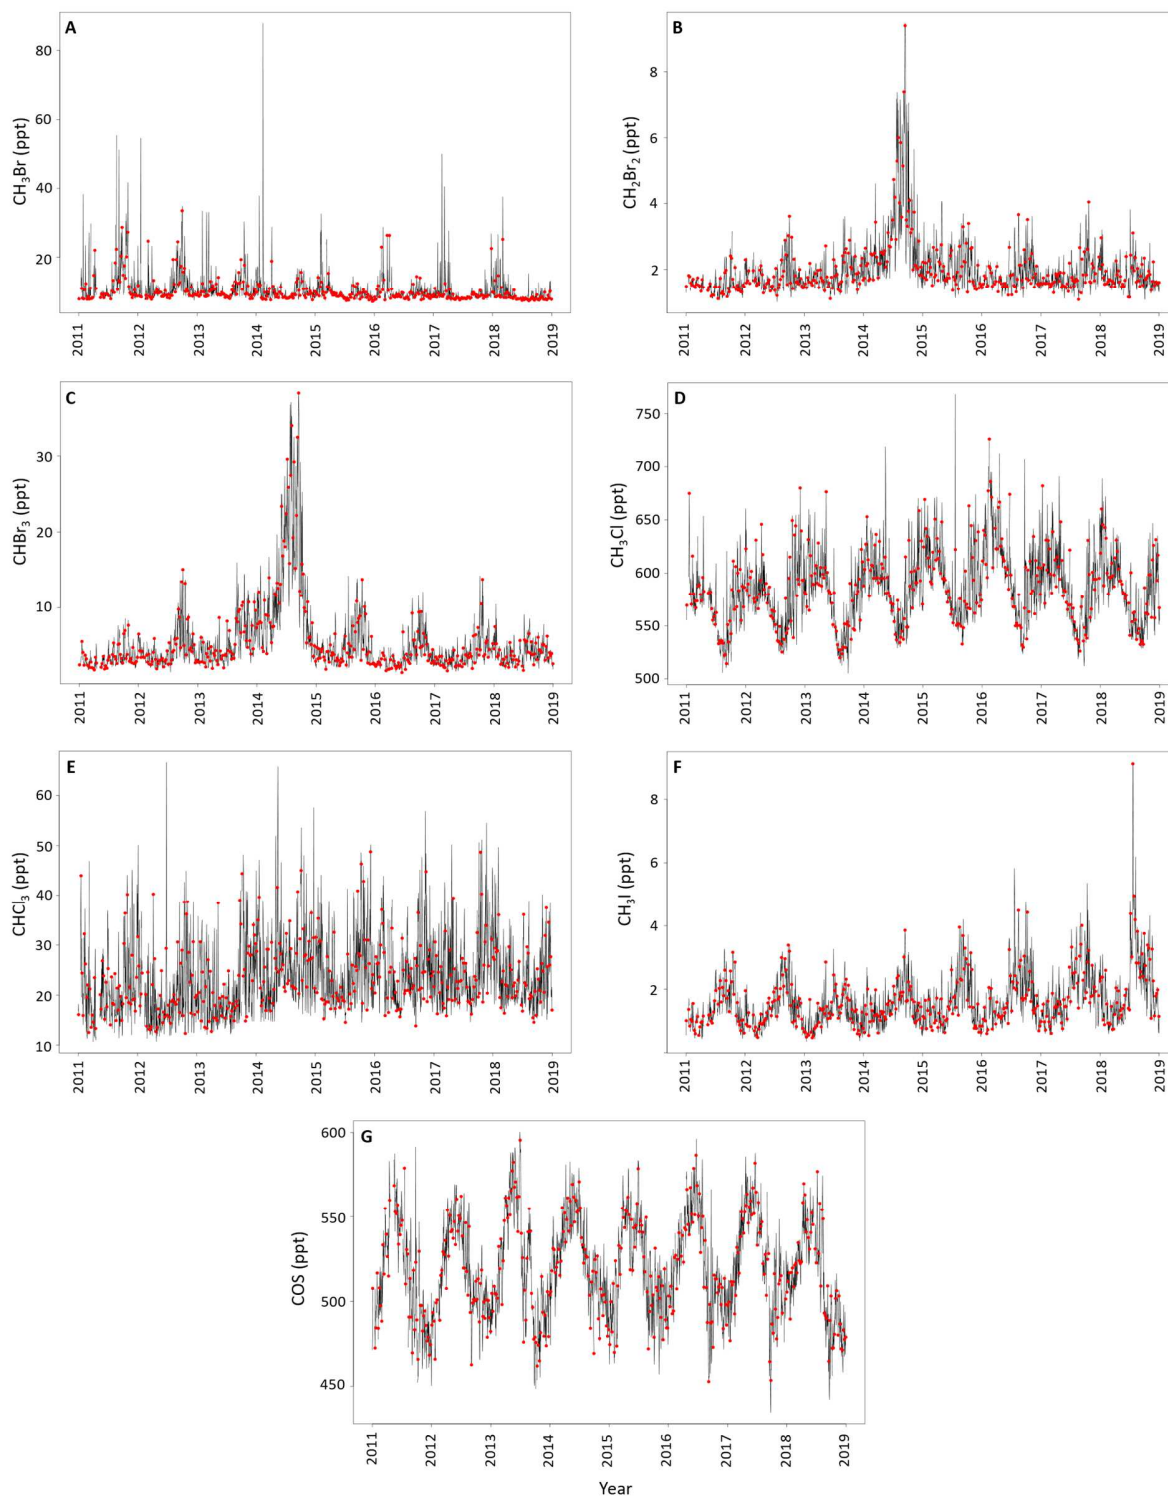 A
CH₃Br (ppt)
80
60
40
20
2011 2012 2013 2014 2015 2016 2017 2018 2019
B
CH₂Br₂ (ppt)
8
6
4
2
2011 2012 2013 2014 2015 2016 2017 2018 2019
C
CHBr₃ (ppt)
30
20
10
2011 2012 2013 2014 2015 2016 2017 2018 2019
D
CH₃Cl (ppt)
750
700
650
600
550
500
2011 2012 2013 2014 2015 2016 2017 2018 2019
E
CHCl₃ (ppt)
60
50
40
30
20
10
2011 2012 2013 2014 2015 2016 2017 2018 2019
F
CH₃I (ppt)
8
6
4
2
2011 2012 2013 2014 2015 2016 2017 2018 2019
G
COS (ppt)
600
550
500
450
2011 2012 2013 2014 2015 2016 2017 2018 2019
Year